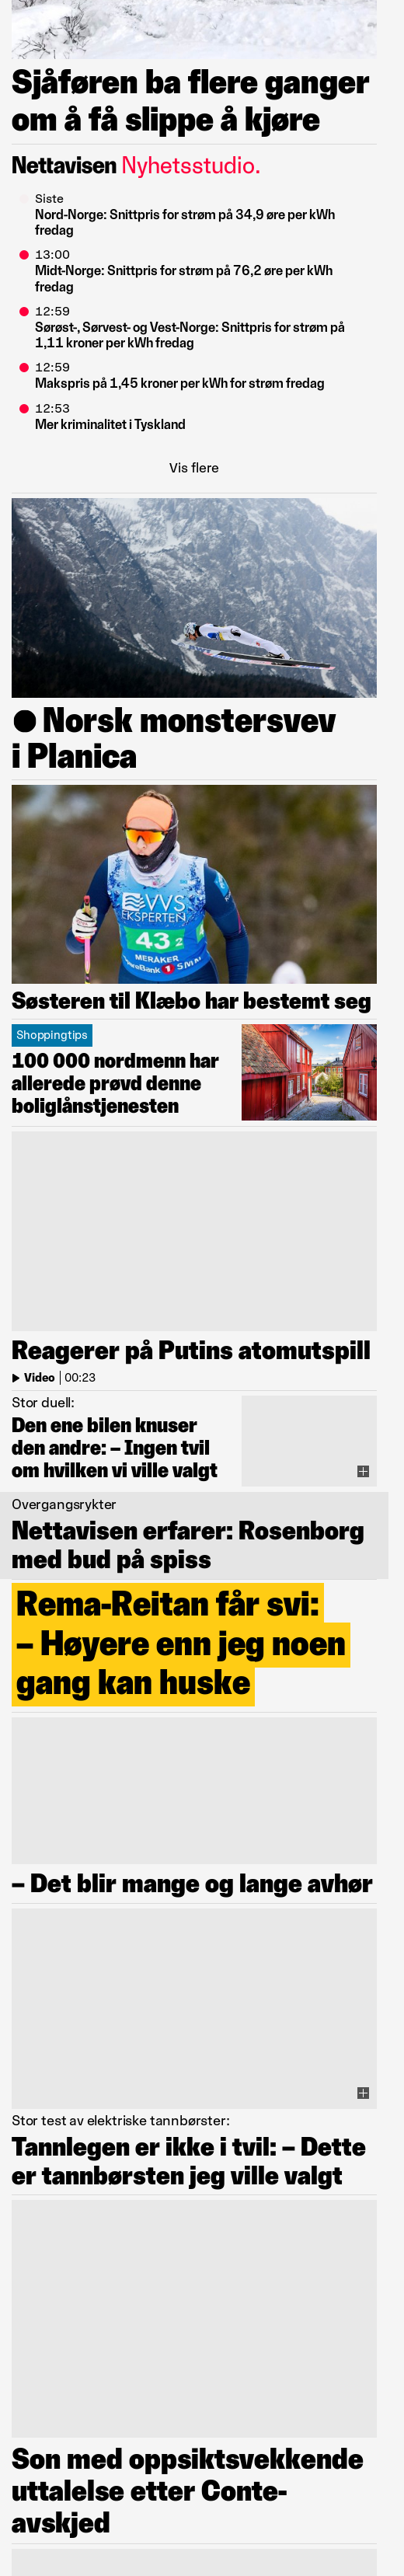 Sjåføren ba flere ganger
om å få slippe å kjøre
Nettavisen Nyhetsstudio.
Siste
Nord-Norge: Snittpris for strøm på 34,9 øre per kWh
fredag
13:00
Midt-Norge: Snittpris for strøm på 76,2 øre per kWh
fredag
12:59
Sørøst-, Sørvest- og Vest-Norge: Snittpris for strøm på
1,11 kroner per kWh fredag
12:59
Makspris på 1,45 kroner per kWh for strøm fredag
12:53
Mer kriminalitet i Tyskland
Vis flere
Norsk monstersvev
i Planica
VVS
EKSPERTEN
43 2
MERÅKER
Søsteren til Klæbo har bestemt seg
Shoppingtips
100 000 nordmenn har
allerede prøvd denne
boliglånstjenesten
Reagerer på Putins atomutspill
Video | 00:23
Stor duell:
Den ene bilen knuser
den andre: – Ingen tvil
om hvilken vi ville valgt
Overgangsrykter
Nettavisen erfarer: Rosenborg
med bud på spiss
Rema-Reitan får svi:
– Høyere enn jeg noen
gang kan huske
– Det blir mange og lange avhør
Stor test av elektriske tannbørster:
Tannlegen er ikke i tvil: – Dette
er tannbørsten jeg ville valgt
Son med oppsiktsvekkende
uttalelse etter Conte-
avskjed